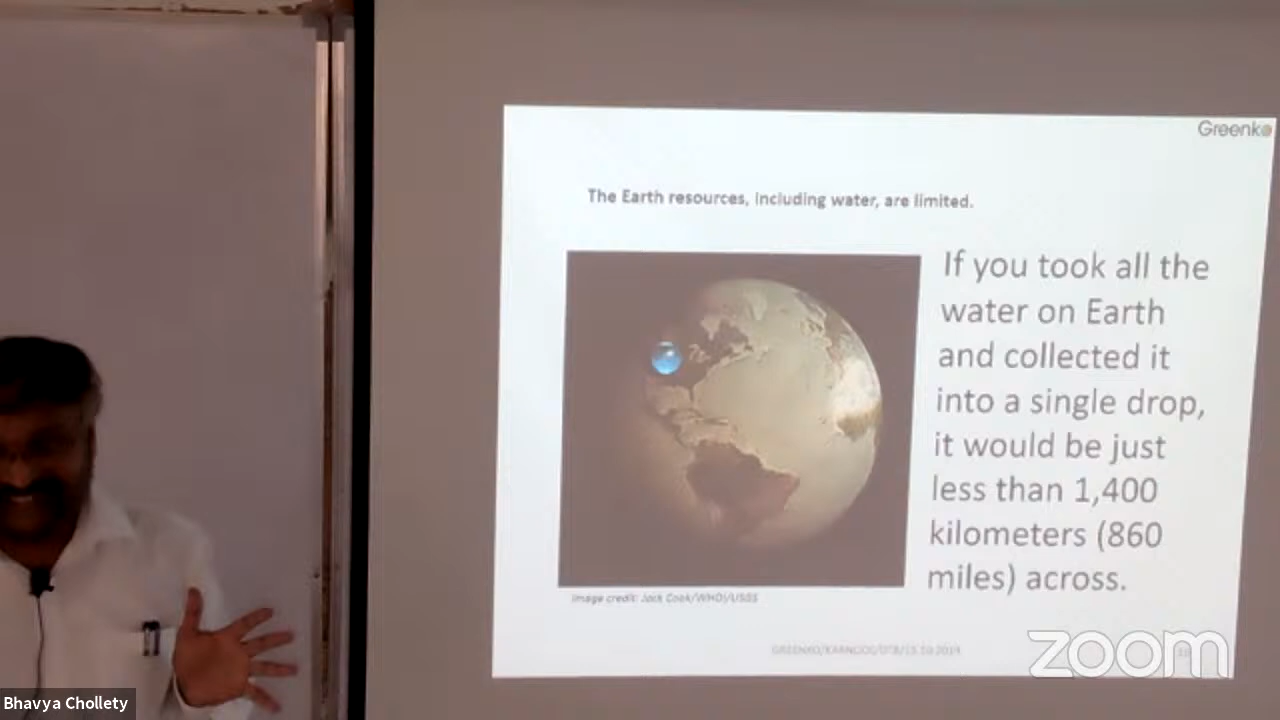 Greenko
The Earth resources, including water, are limited.
If you took all the
water on Earth
and collected it
into a single drop,
it would be just
less than 1,400
kilometers (860
miles) across.
Image credit: Jack Cook/WHOI/USGS
zoom
Bhavya Chollety